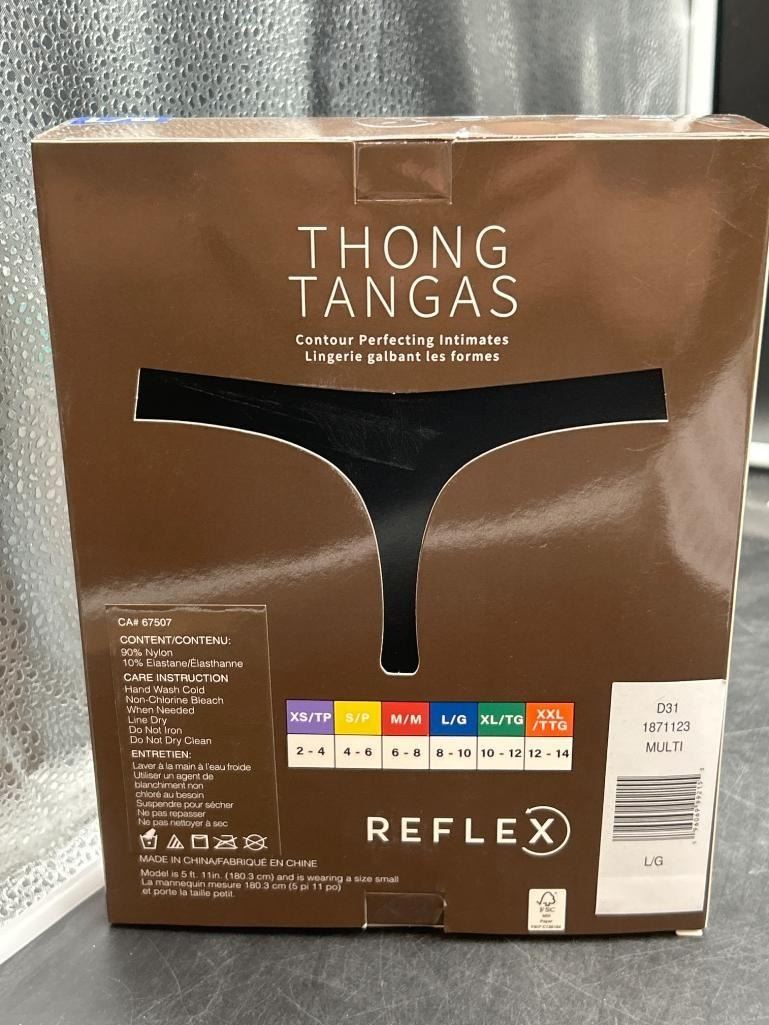 THONG
TANGAS
Contour Perfecting Intimates
Lingerie galbant les formes
CA# 67507
CONTENT/CONTENU:
90% Nylon
10% Elastane/Élasthanne
CARE INSTRUCTION
Hand Wash Cold
Non-Chlorine Bleach
When Needed
Line Dry
Do Not Iron
Do Not Dry Clean
ENTRETIEN:
Laver à la main à l'eau froide
Utiliser un agent de
blanchiment non
chloré au besoin
Suspendre pour sécher
Ne pas repasser
Ne pas nettoyer à sec
MADE IN CHINA/FABRIQUÉ EN CHINE
Model is 5 ft. 11in. (180.3 cm) and is wearing a size small
La mannequin mesure 180.3 cm (5 pi 11 po)
et porte la taille petit.
XS/TP S/P M/M L/G XL/TG XXL
/TTG
2 - 4 4 - 6 6 - 8 8 - 10 10 - 12 12 - 14
REFLEX
FSC
MIX
Paper
D31
1871123
MULTI
L/G